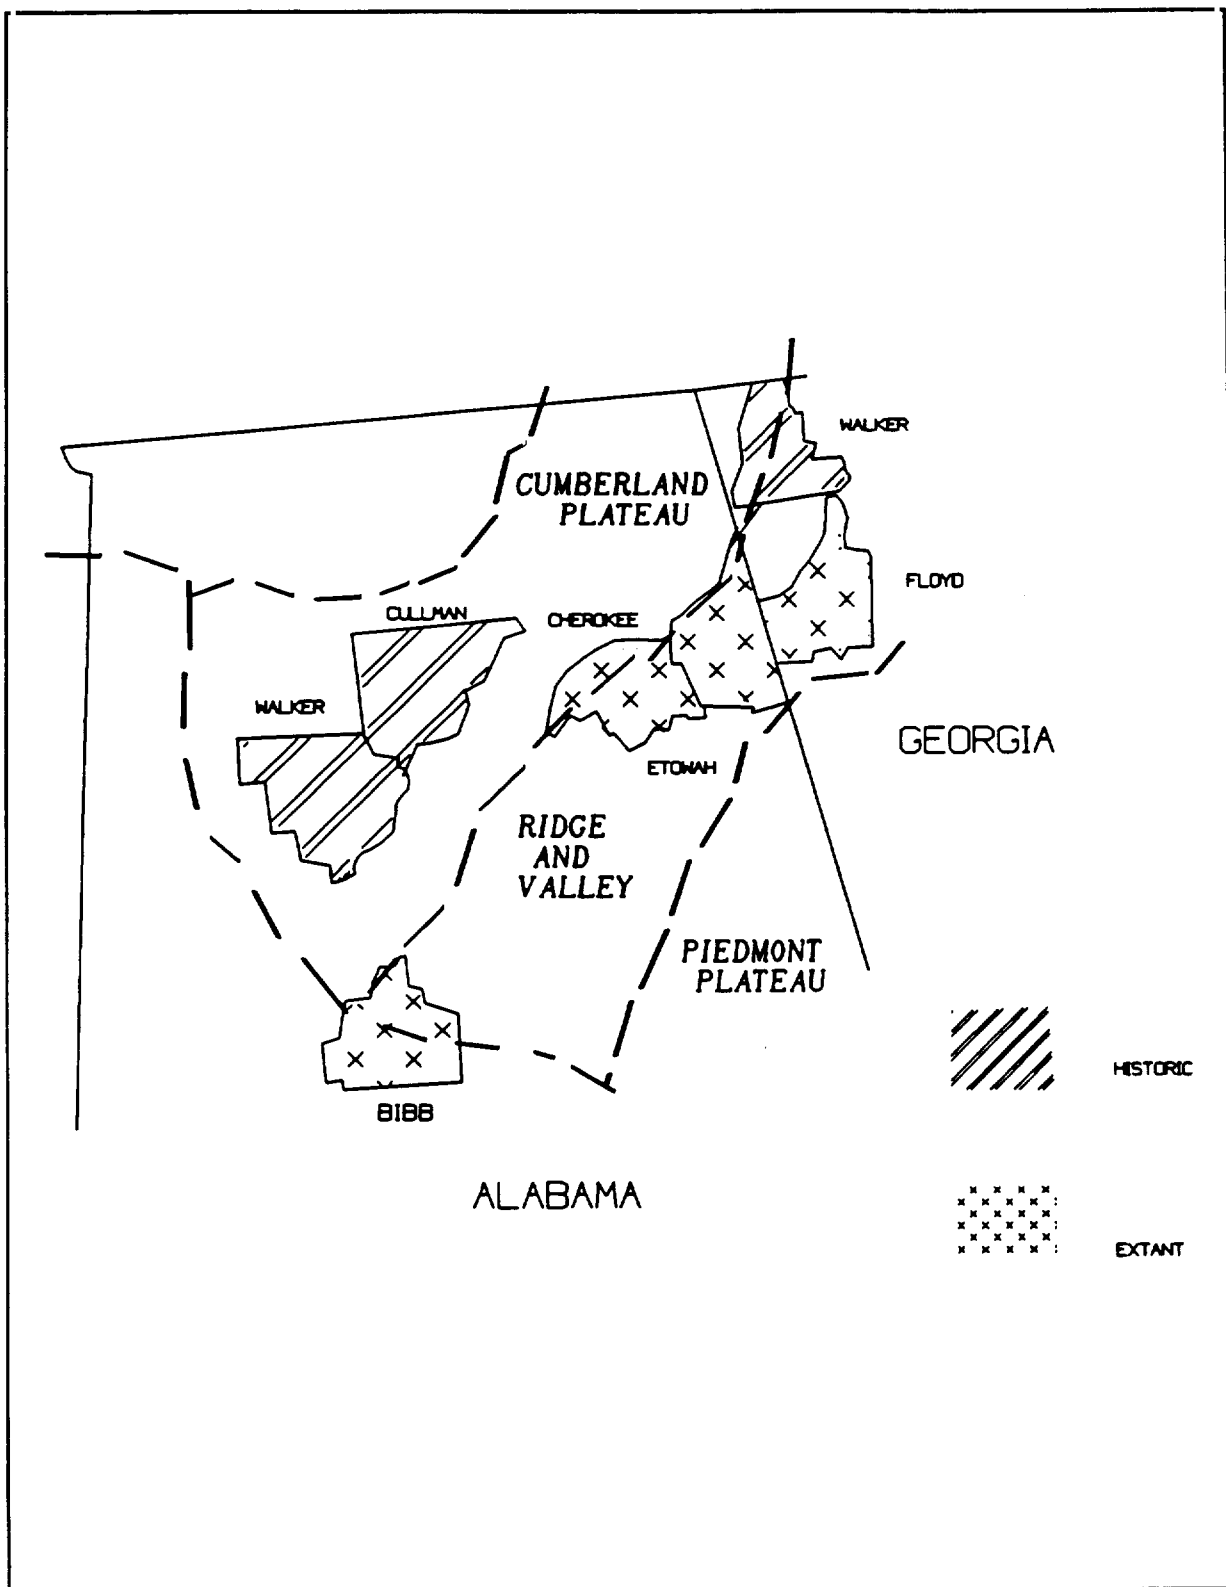 WALKER
CUMBERLAND
PLATEAU
FLOYD
CULLMAN
CHEROKEE
WALKER
GEORGIA
ETOWAH
RIDGE
AND
VALLEY
PIEDMONT
PLATEAU
HISTORIC
BIBB
ALABAMA
EXTANT